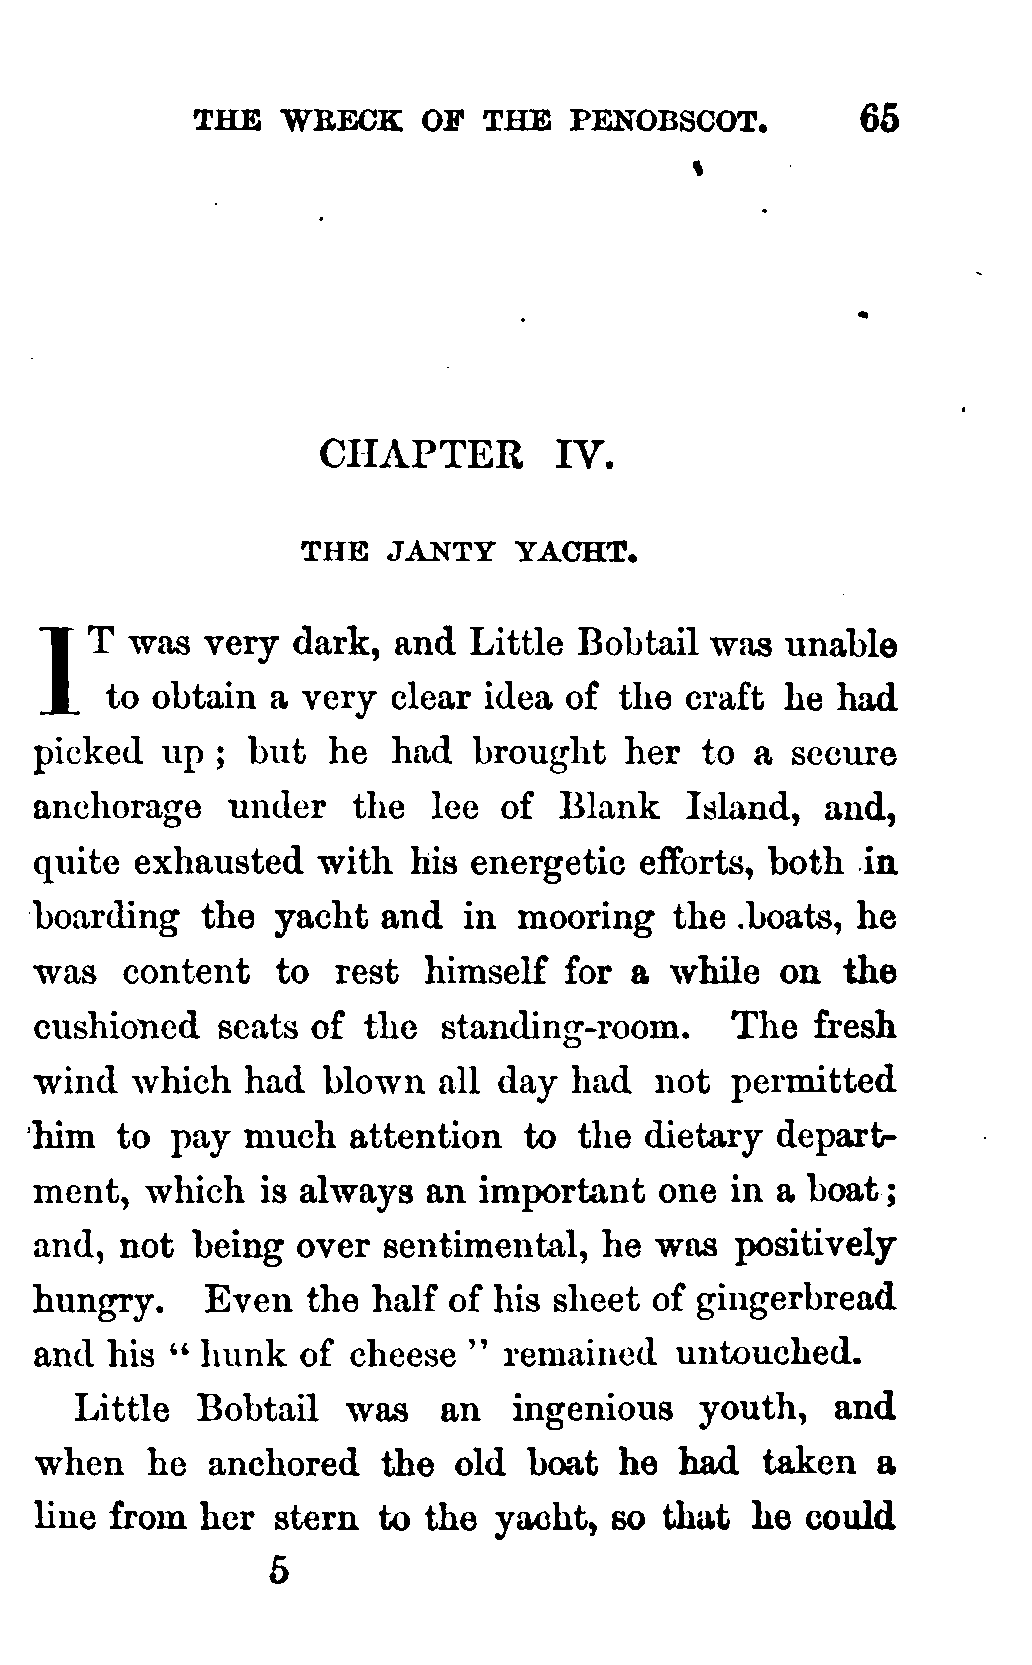 THE WRECK OF THE PENOBSCOT. 65
CHAPTER IV.
THE JANTY YACHT.
IT was very dark, and Little Bobtail was unable
to obtain a very clear idea of the craft he had
picked up ; but he had brought her to a secure
anchorage under the lee of Blank Island, and,
quite exhausted with his energetic efforts, both in
boarding the yacht and in mooring the boats, he
was content to rest himself for a while on the
cushioned seats of the standing-room. The fresh
wind which had blown all day had not permitted
him to pay much attention to the dietary depart-
ment, which is always an important one in a boat;
and, not being over sentimental, he was positively
hungry. Even the half of his sheet of gingerbread
and his “ hunk of cheese ” remained untouched.
Little Bobtail was an ingenious youth, and
when he anchored the old boat he had taken a
line from her stern to the yacht, so that he could
5